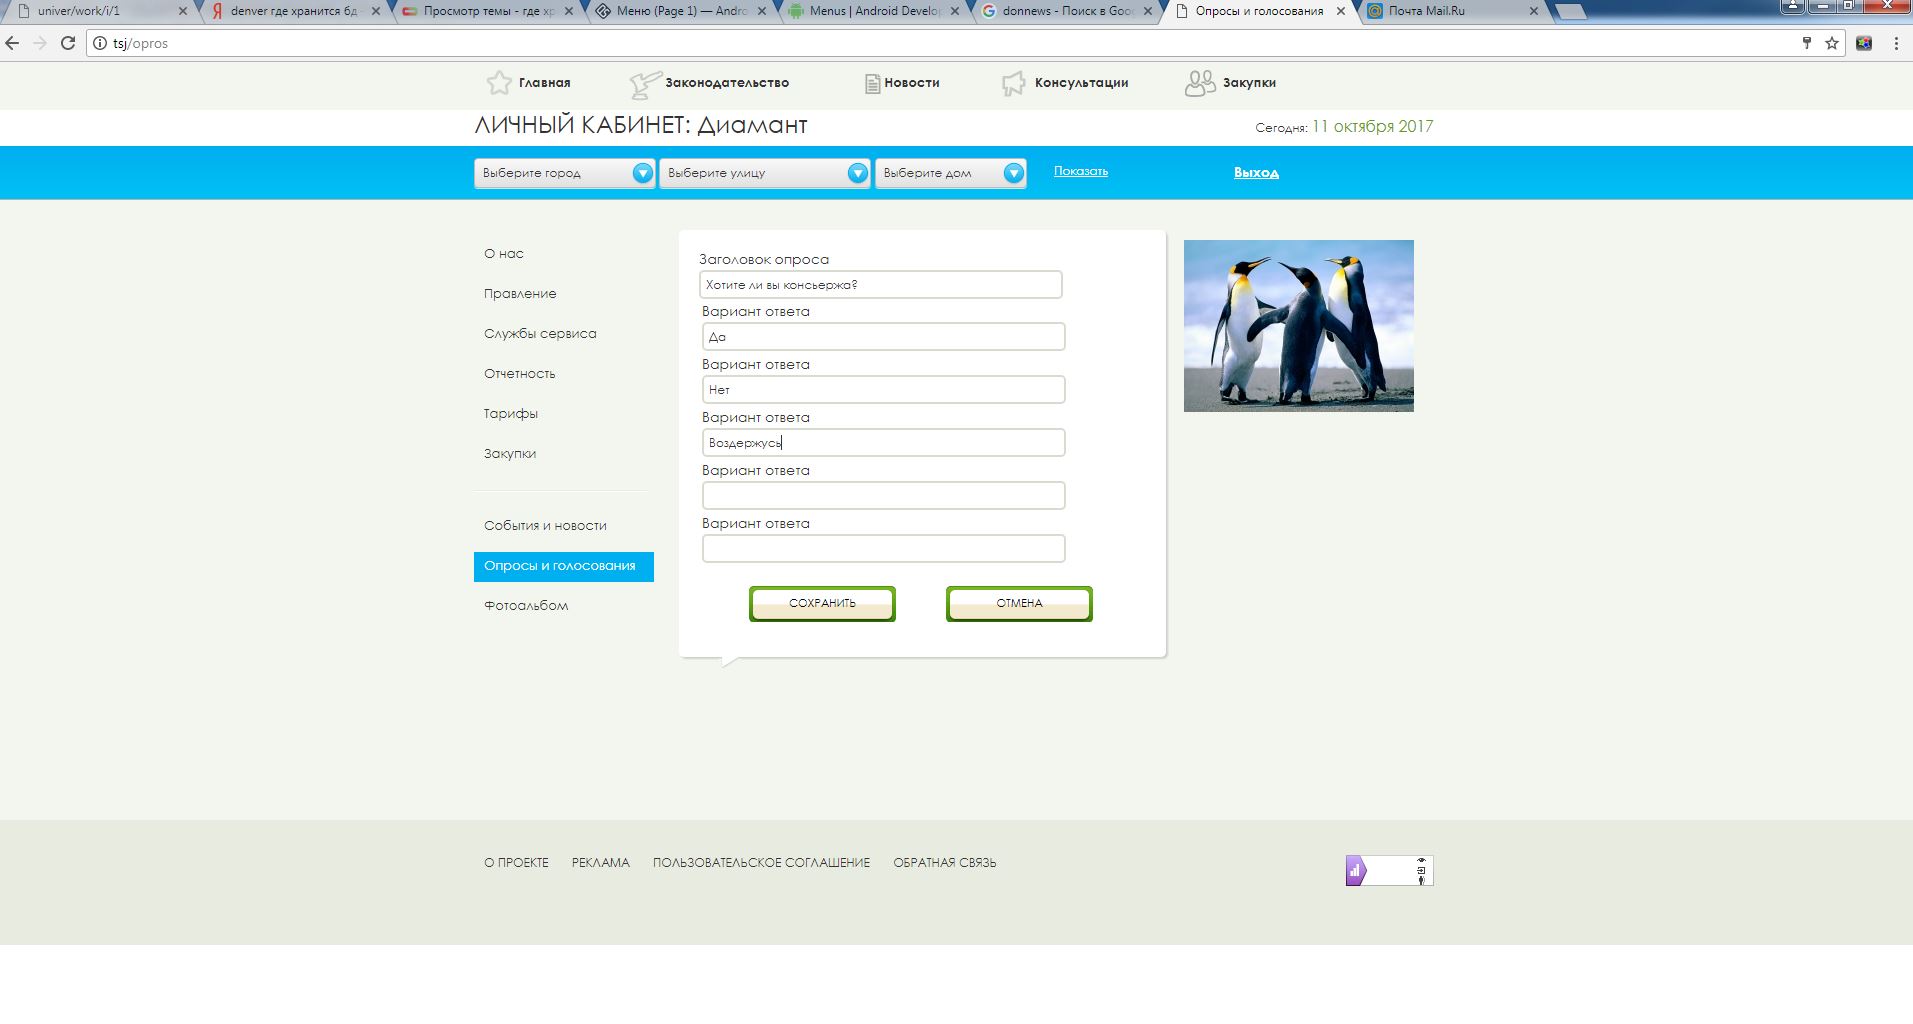 univer/work/i/1
denver где хранится бд
Просмотр темы - где хр
Меню (Page 1) — Andro
Menus | Android Develop
donnews - Поиск в Goo
Опросы и голосования
Почта Mail.Ru
tsj/opros
Главная
Законодательство
Новости
Консультации
Закупки
ЛИЧНЫЙ КАБИНЕТ: Диамант
Сегодня: 11 октября 2017
Выберите город
Выберите улицу
Выберите дом
Показать
Выход
О нас
Правление
Службы сервиса
Отчетность
Тарифы
Закупки
События и новости
Опросы и голосования
Фотоальбом
Заголовок опроса
Хотите ли вы консьержа?
Вариант ответа
Да
Вариант ответа
Нет
Вариант ответа
Воздержусь
Вариант ответа
Вариант ответа
СОХРАНИТЬ
ОТМЕНА
О ПРОЕКТЕ
РЕКЛАМА
ПОЛЬЗОВАТЕЛЬСКОЕ СОГЛАШЕНИЕ
ОБРАТНАЯ СВЯЗЬ